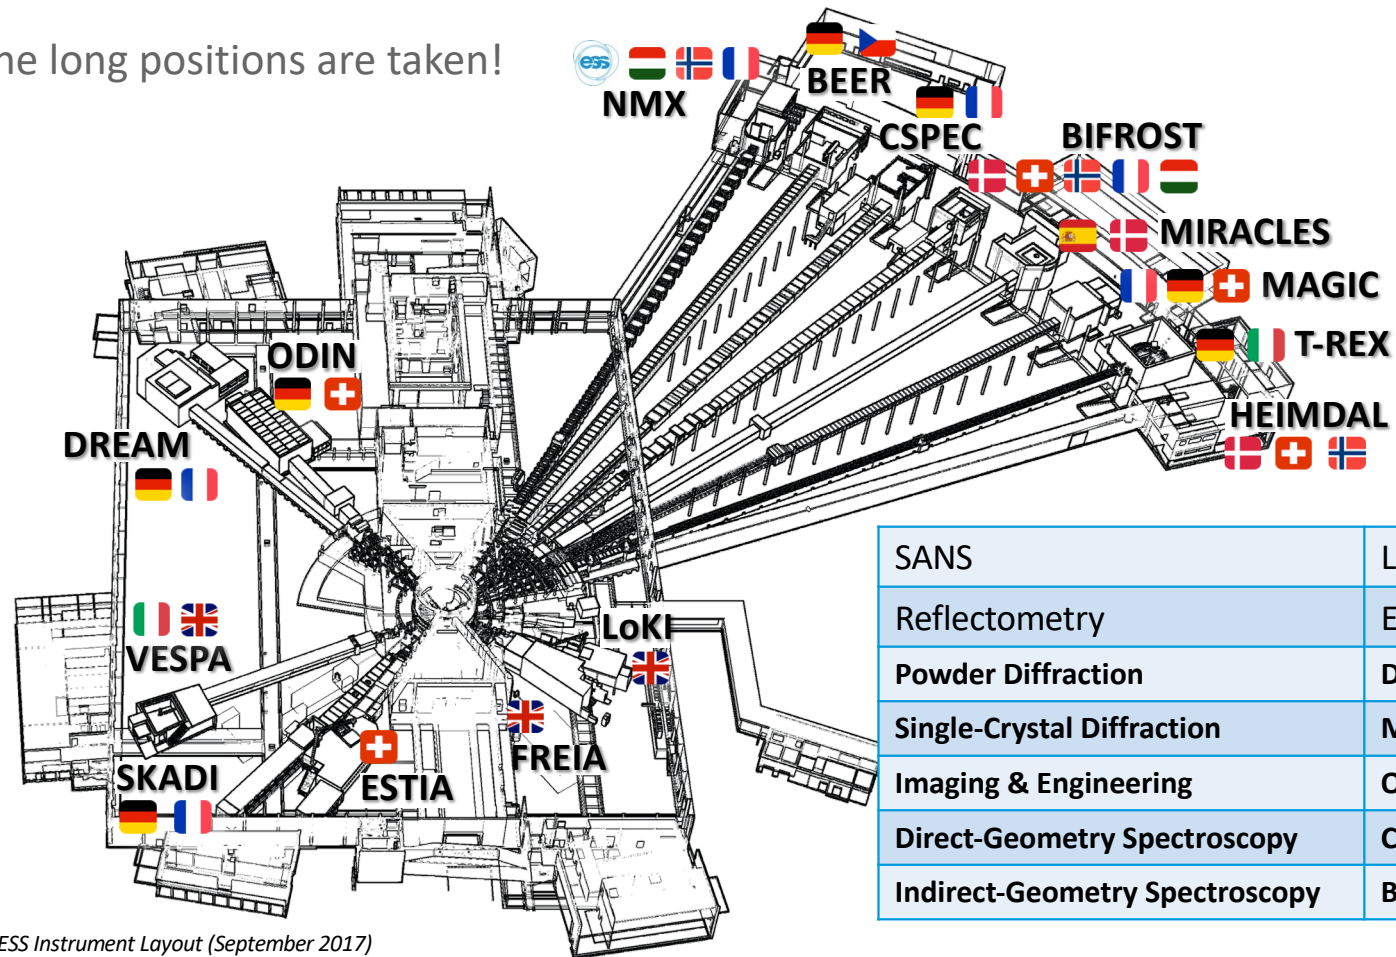 he long positions are taken!
ess
NMX
BEER
CSPEC
BIFROST
MIRACLES
MAGIC
T-REX
HEIMDAL
ODIN
DREAM
VESPA
SKADI
ESTIA
FREIA
LoKI
SANS L
Reflectometry E
Powder Diffraction D
Single-Crystal Diffraction M
Imaging & Engineering O
Direct-Geometry Spectroscopy C
Indirect-Geometry Spectroscopy B
ESS Instrument Layout (September 2017)